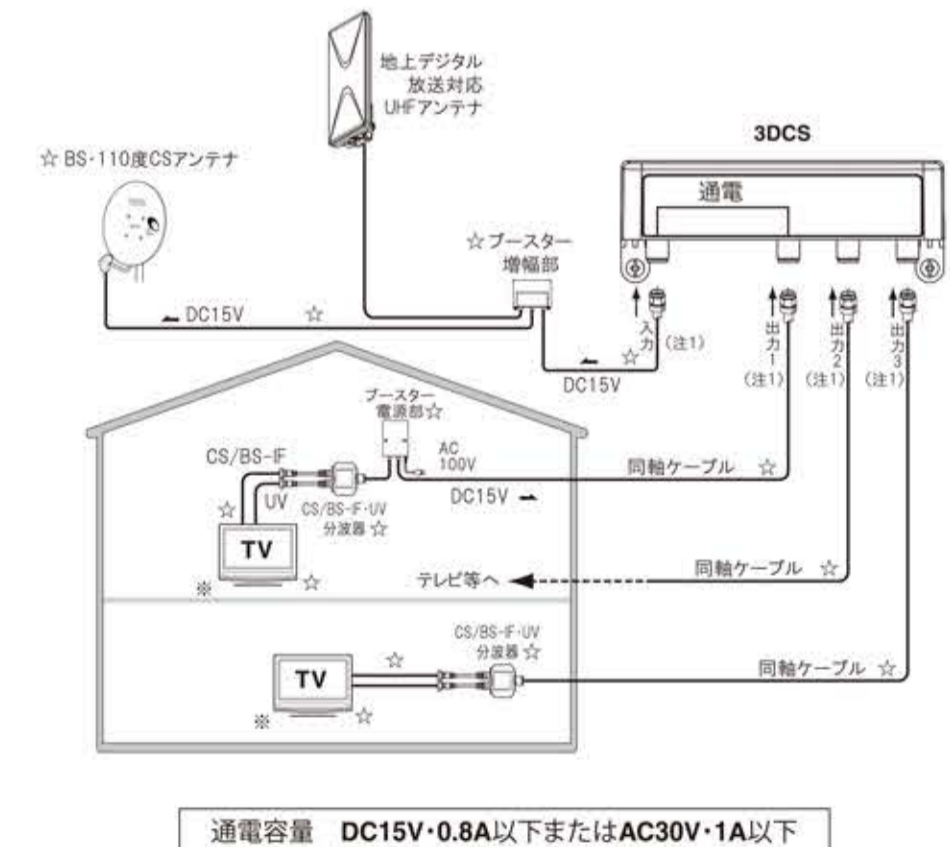 地上デジタル
放送対応
UHFアンテナ
3DCS
☆ BS・110度CSアンテナ
通電
☆ブースター
増幅部
DC15V
☆
入力
(注1)
☆
DC15V
出力1
(注1)
出力2
(注1)
出力3
(注1)
ブースター
電源部☆
CS/BS-IF
AC
100V
同軸ケーブル ☆
DC15V
UV
☆
CS/BS-IF・UV
分波器 ☆
TV
※
☆
テレビ等へ
同軸ケーブル ☆
CS/BS-IF・UV
分波器 ☆
☆
TV
同軸ケーブル ☆
※
☆
通電容量 DC15V・0.8A以下またはAC30V・1A以下